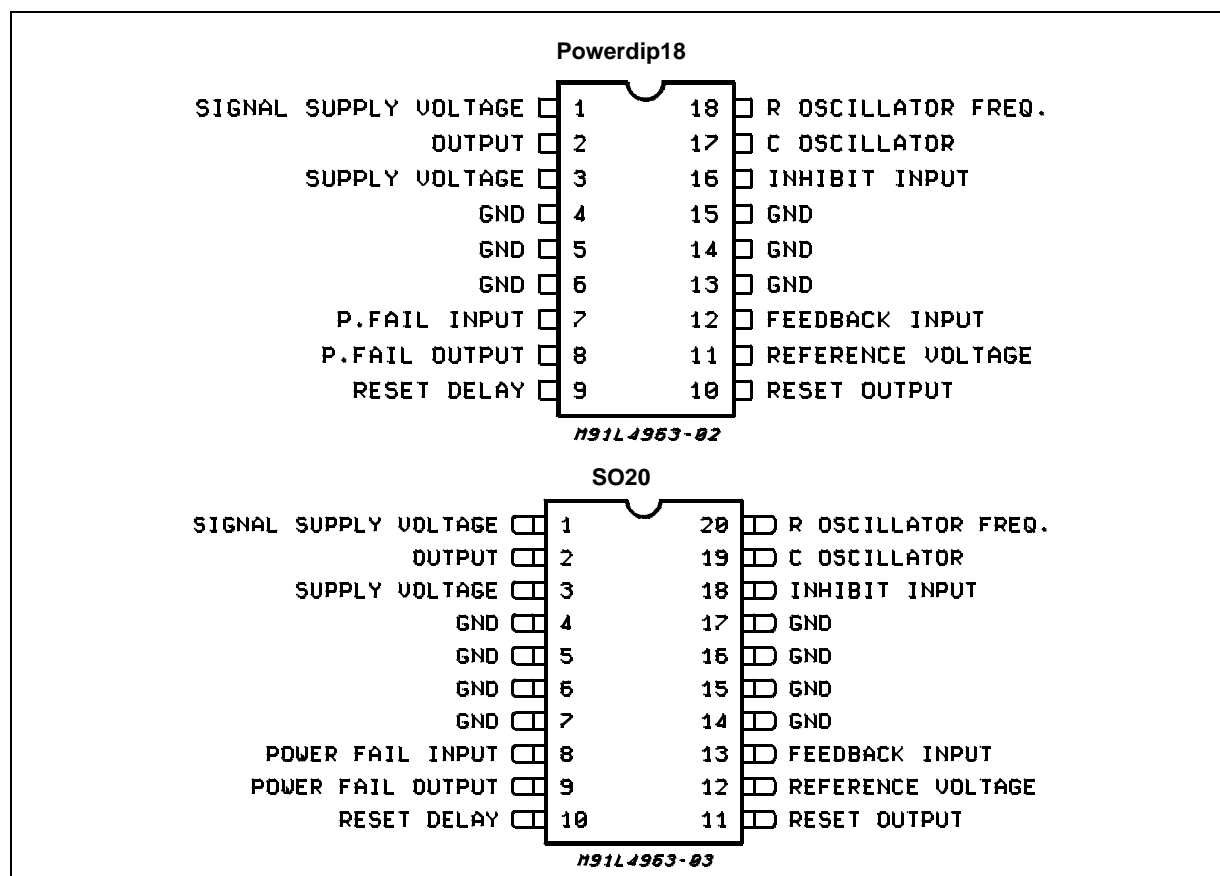 Powerdip18
SIGNAL SUPPLY VOLTAGE 1 18 R OSCILLATOR FREQ.
OUTPUT 2 17 C OSCILLATOR
SUPPLY VOLTAGE 3 16 INHIBIT INPUT
GND 4 15 GND
GND 5 14 GND
GND 6 13 GND
P.FAIL INPUT 7 12 FEEDBACK INPUT
P.FAIL OUTPUT 8 11 REFERENCE VOLTAGE
RESET DELAY 9 10 RESET OUTPUT
M91L4963-02
SO20
SIGNAL SUPPLY VOLTAGE 1 20 R OSCILLATOR FREQ.
OUTPUT 2 19 C OSCILLATOR
SUPPLY VOLTAGE 3 18 INHIBIT INPUT
GND 4 17 GND
GND 5 16 GND
GND 6 15 GND
GND 7 14 GND
POWER FAIL INPUT 8 13 FEEDBACK INPUT
POWER FAIL OUTPUT 9 12 REFERENCE VOLTAGE
RESET DELAY 10 11 RESET OUTPUT
M91L4963-03